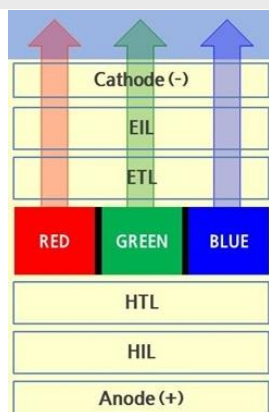 Cathode (-)
EIL
ETL
RED GREEN BLUE
HTL
HIL
Anode (+)